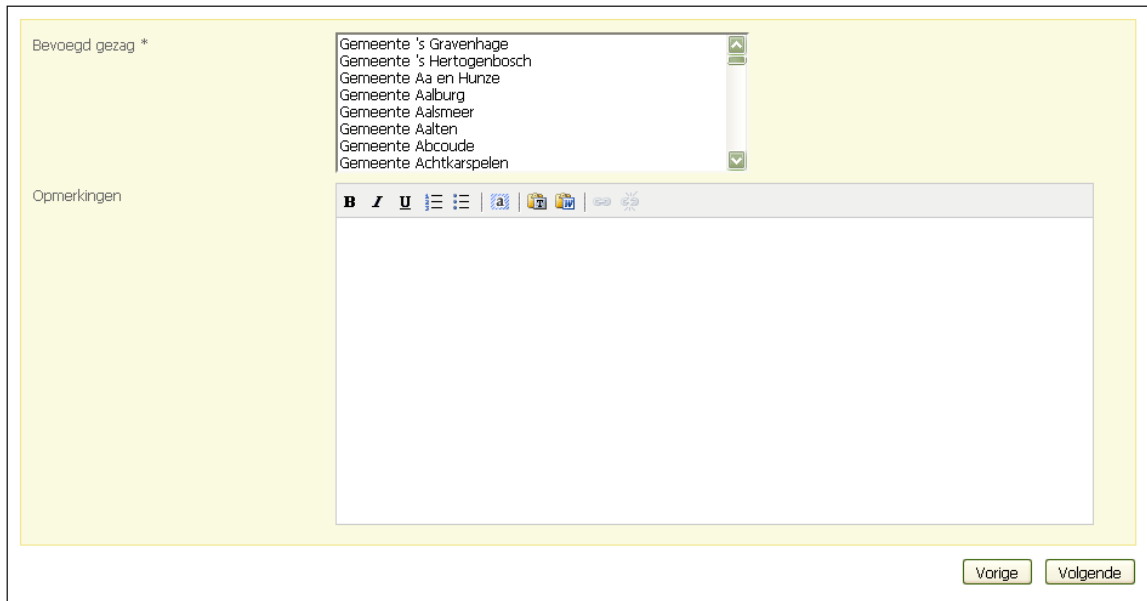 Bevoegd gezag *
Gemeente 's Gravenhage
Gemeente 's Hertogenbosch
Gemeente Aa en Hunze
Gemeente Aalburg
Gemeente Aalsmeer
Gemeente Aalten
Gemeente Abcoude
Gemeente Achtkarspelen
Opmerkingen
B I U a T W
Vorige Volgende